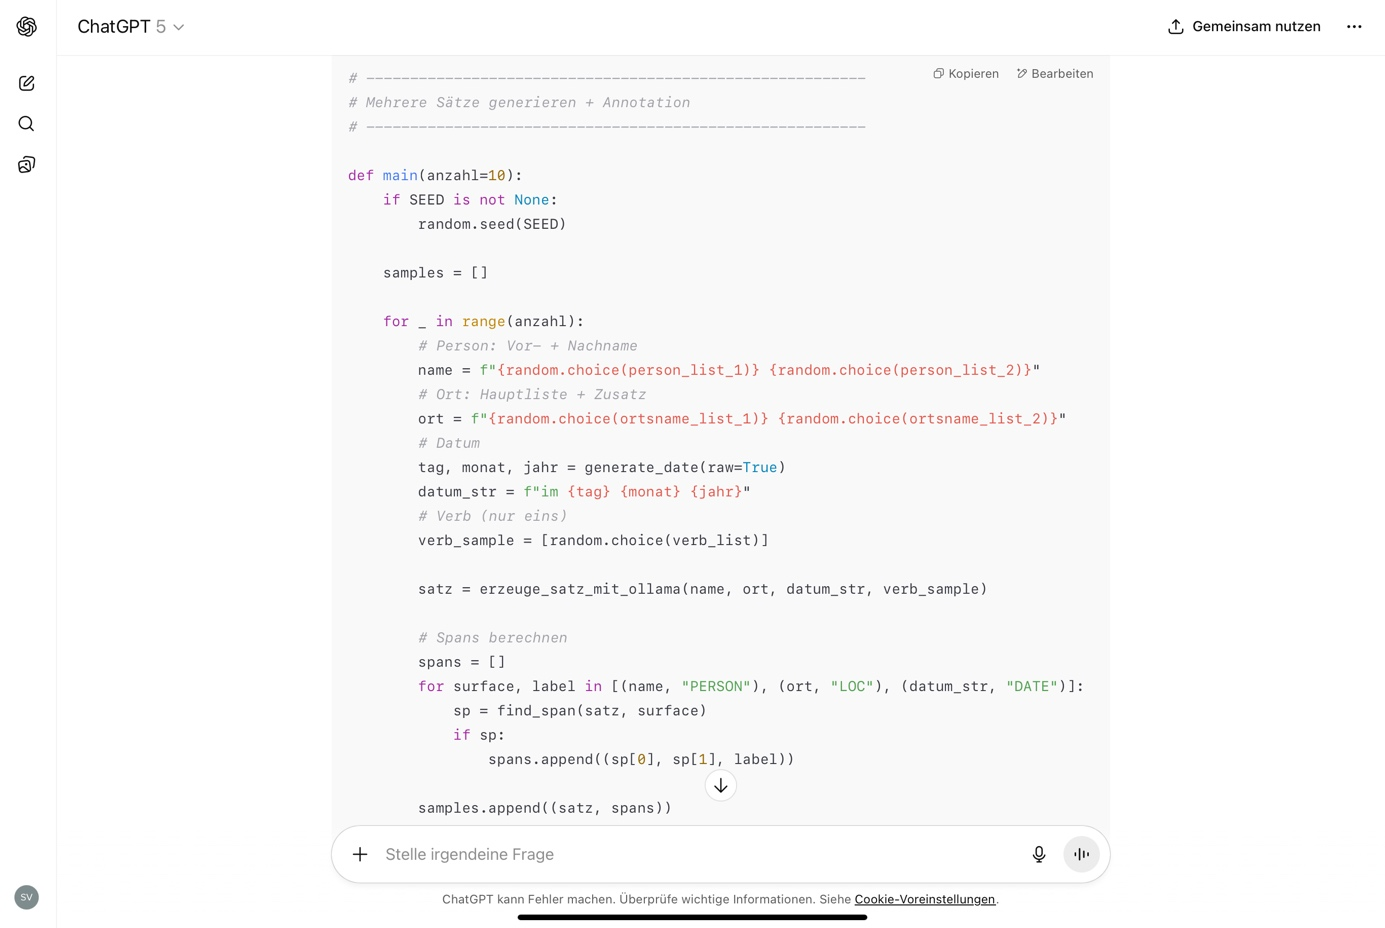 ChatGPT 5
Gemeinsam nutzen
Kopieren
Bearbeiten
# ---------------------------------------------------------
# Mehrere Sätze generieren + Annotation
# ---------------------------------------------------------
def main(anzahl=10):
    if SEED is not None:
        random.seed(SEED)
    samples = []
    for _ in range(anzahl):
        # Person: Vor- + Nachname
        name = f"{random.choice(person_list_1)} {random.choice(person_list_2)}"
        # Ort: Hauptliste + Zusatz
        ort = f"{random.choice(ortsname_list_1)} {random.choice(ortsname_list_2)}"
        # Datum
        tag, monat, jahr = generate_date(raw=True)
        datum_str = f"im {tag} {monat} {jahr}"
        # Verb (nur eins)
        verb_sample = [random.choice(verb_list)]
        satz = erzeuge_satz_mit_ollama(name, ort, datum_str, verb_sample)
        # Spans berechnen
        spans = []
        for surface, label in [(name, "PERSON"), (ort, "LOC"), (datum_str, "DATE")]:
            sp = find_span(satz, surface)
            if sp:
                spans.append((sp[0], sp[1], label))
        samples.append((satz, spans))
Stelle irgendeine Frage
SV
ChatGPT kann Fehler machen. Überprüfe wichtige Informationen. Siehe Cookie-Voreinstellungen.